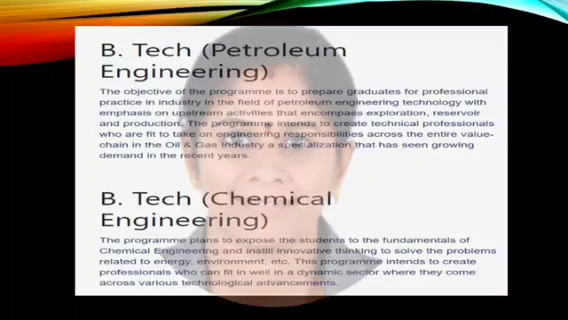 B. Tech (Petroleum
Engineering)
The objective of the programme is to prepare graduates for professional
practice in industry in the field of petroleum engineering technology with
emphasis on upstream activities that encompass exploration, reservoir
and production. The programme intends to create technical professionals
who are fit to take on engineering responsibilities across the entire value-
chain in the Oil & Gas Industry a specialization that has seen growing
demand in the recent years.
B. Tech (Chemical
Engineering)
The programme plans to expose the students to the fundamentals of
Chemical Engineering and instill innovative thinking to solve the problems
related to energy, environment, etc. This programme intends to create
professionals who can fit in well in a dynamic sector where they come
across various technological advancements.